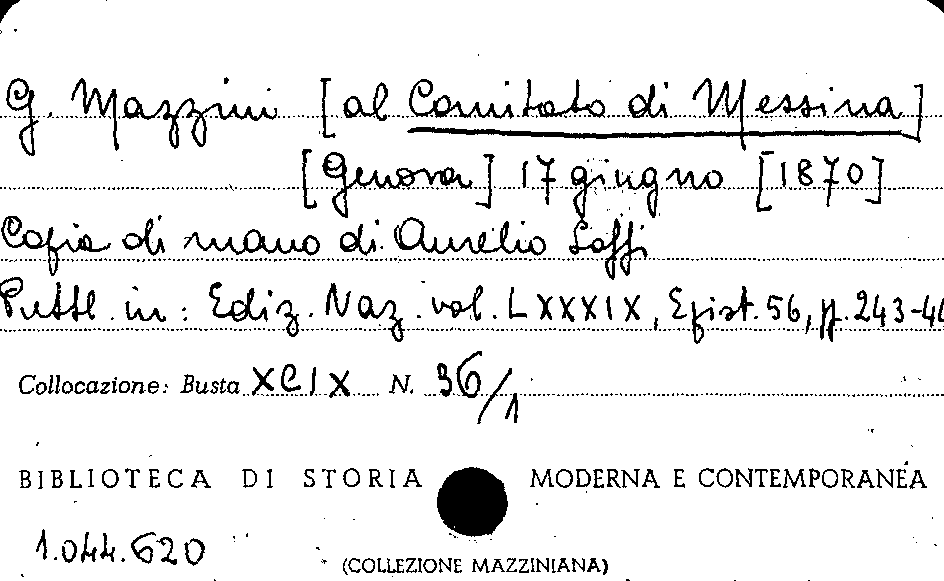 G. Mazzini [al Comitato di Messina]
[Genova] 17 giugno [1870]
Copia di mano di Aurelio Saffi
Pubbl. in: Ediz. Naz. vol. LXXXIX, Epist. 56, pp. 243-44
Collocazione: Busta XCIX N. 36/1
BIBLIOTECA DI STORIA MODERNA E CONTEMPORANEA
1.044.620
(COLLEZIONE MAZZINIANA)